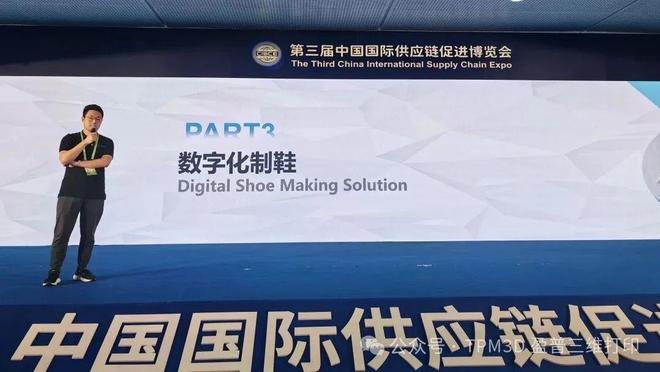 CISCE
第三届中国国际供应链促进博览会
The Third China International Supply Chain Expo
PART3
数字化制鞋
Digital Shoe Making Solution
中国国际供应链促进
公众号 · TPM3D 盈普三维打印